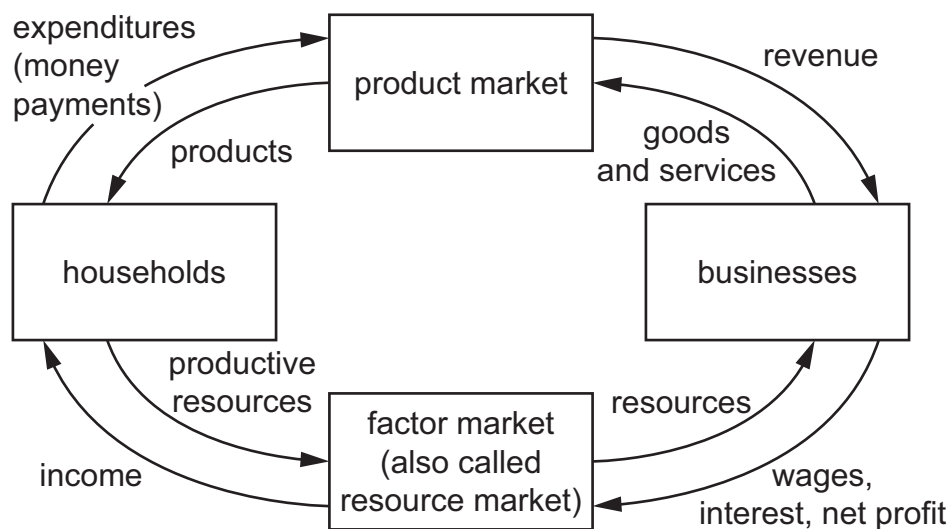 expenditures
(money
payments)
product market
revenue
products
goods
and services
households
businesses
productive
resources
factor market
(also called
resource market)
resources
income
wages,
interest, net profit